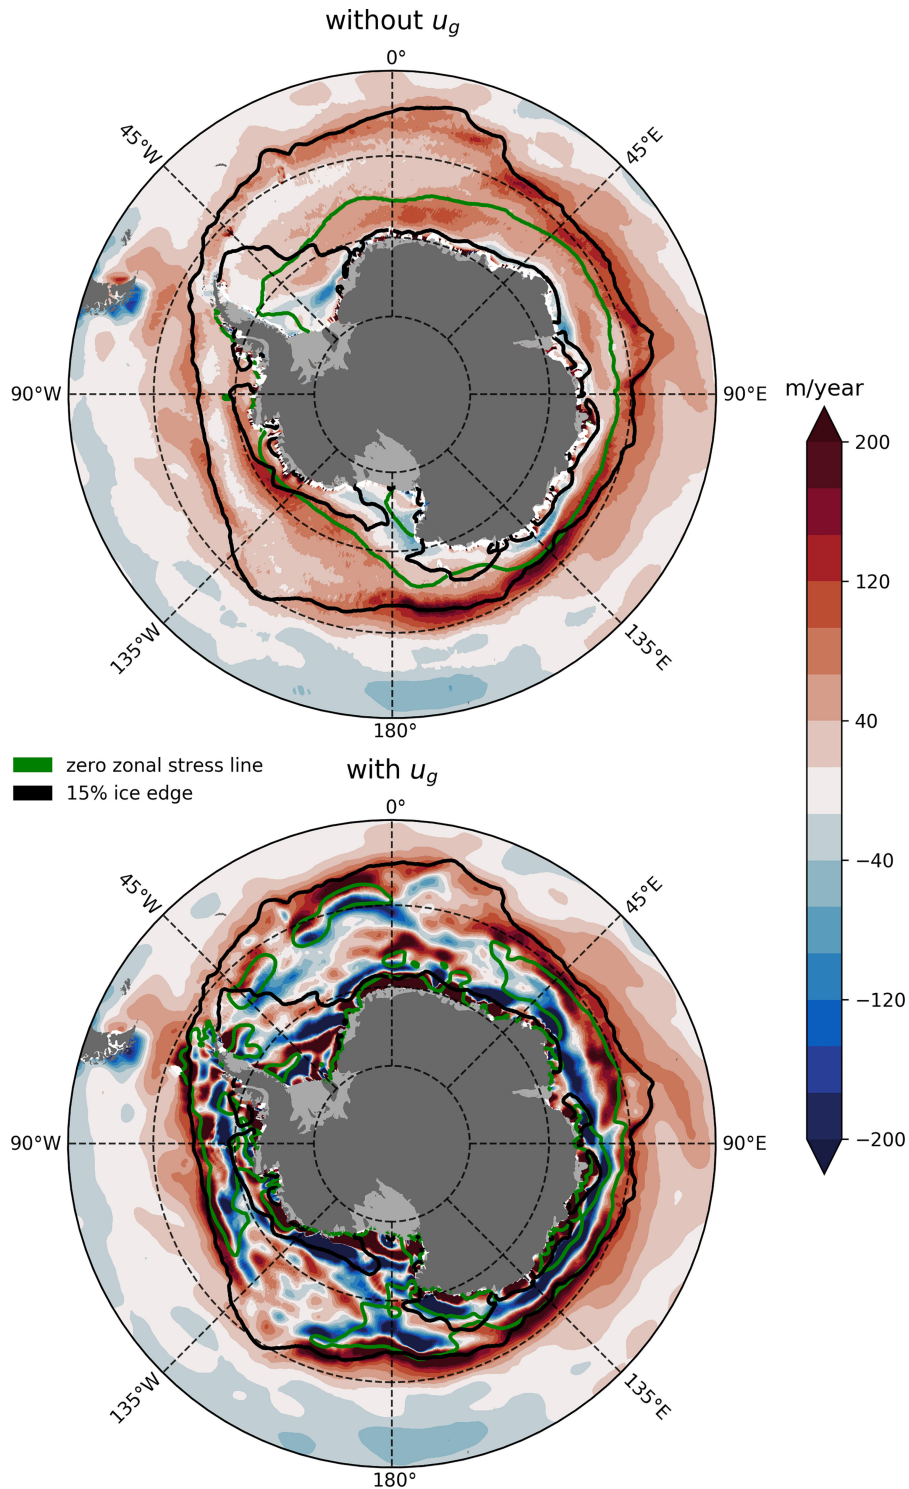 without u_g
0°
45°W
45°E
90°W
90°E
135°W
135°E
180°
m/year
200
120
40
−40
−120
−200
zero zonal stress line
15% ice edge
with u_g
0°
45°W
45°E
90°W
90°E
135°W
135°E
180°